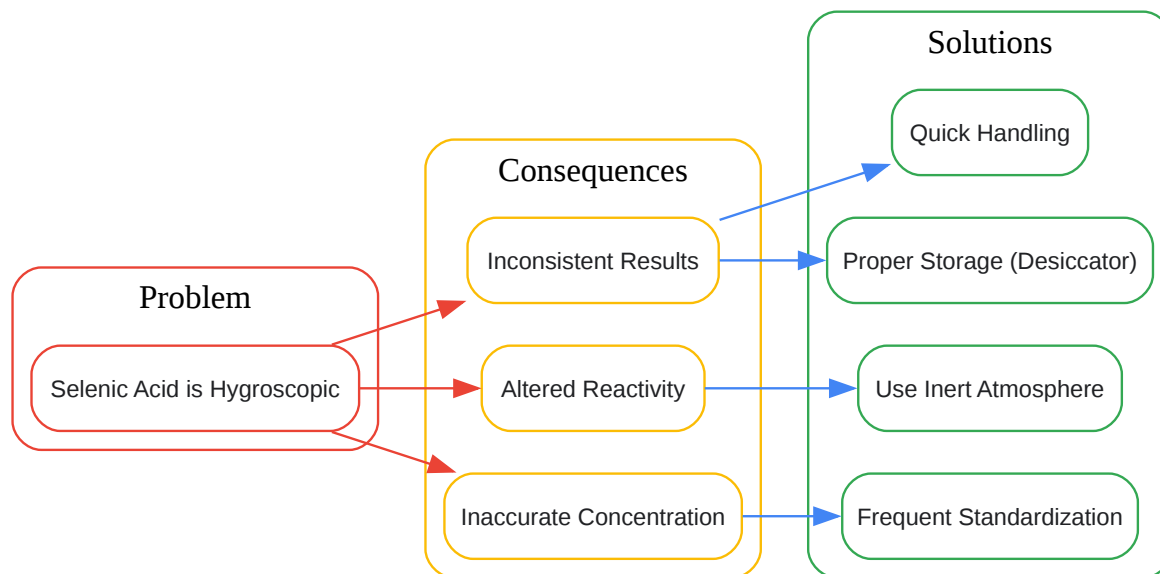 Problem
Selenic Acid is Hygroscopic
Consequences
Inconsistent Results
Altered Reactivity
Inaccurate Concentration
Solutions
Quick Handling
Proper Storage (Desiccator)
Use Inert Atmosphere
Frequent Standardization